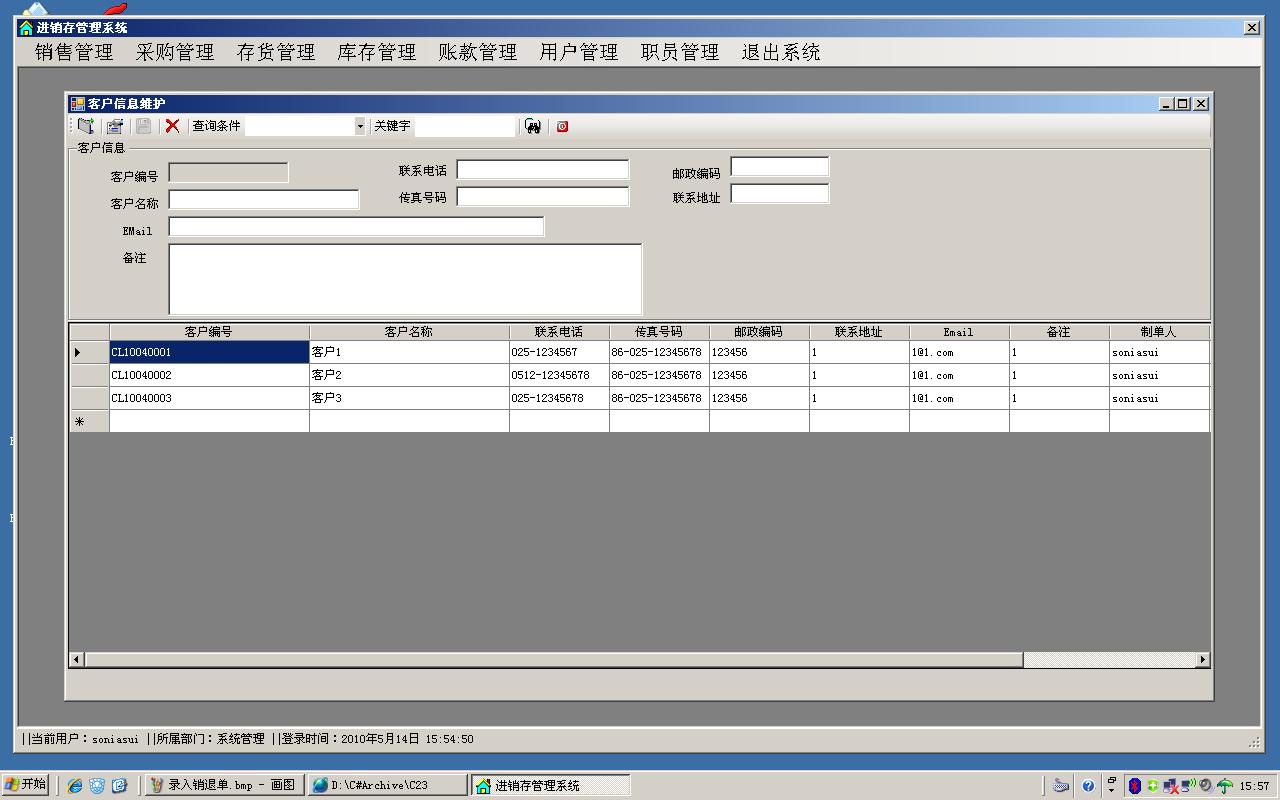 进销存管理系统
销售管理 采购管理 存货管理 库存管理 账款管理 用户管理 职员管理 退出系统
客户信息维护
查询条件 关键字
客户信息
客户编号 联系电话 邮政编码
客户名称 传真号码 联系地址
EMail
备注
客户编号 客户名称 联系电话 传真号码 邮政编码 联系地址 Email 备注 制单人
CL10040001 客户1 025-1234567 86-025-12345678 123456 1 1@1.com 1 soniasui
CL10040002 客户2 0512-12345678 86-025-12345678 123456 1 1@1.com 1 soniasui
CL10040003 客户3 025-12345678 86-025-12345678 123456 1 1@1.com 1 soniasui
||当前用户：soniasui ||所属部门：系统管理 ||登录时间：2010年5月14日 15:54:50
开始 录入销退单.bmp - 画图 D:\C#Archive\C23 进销存管理系统 15:57